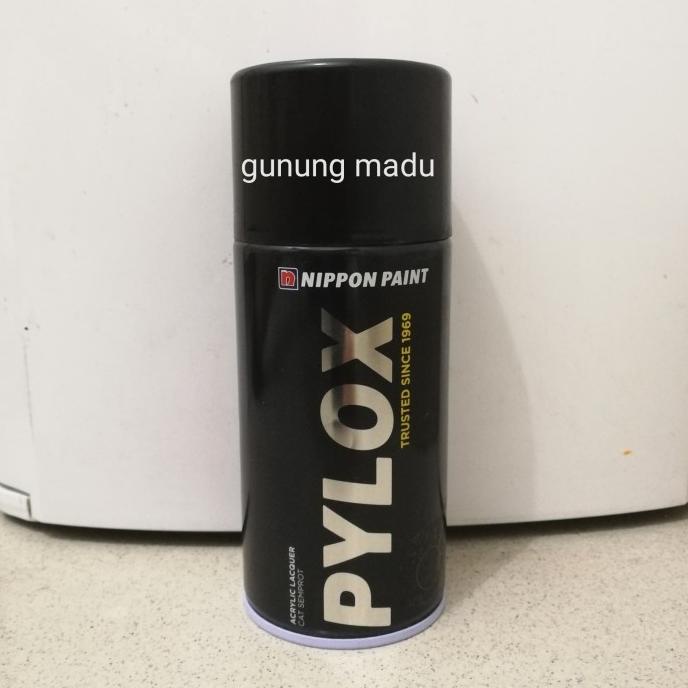 gunung madu
n NIPPON PAINT
PYLOX
TRUSTED SINCE 1969
ACRYLIC LACQUER
CAT SEMPROT